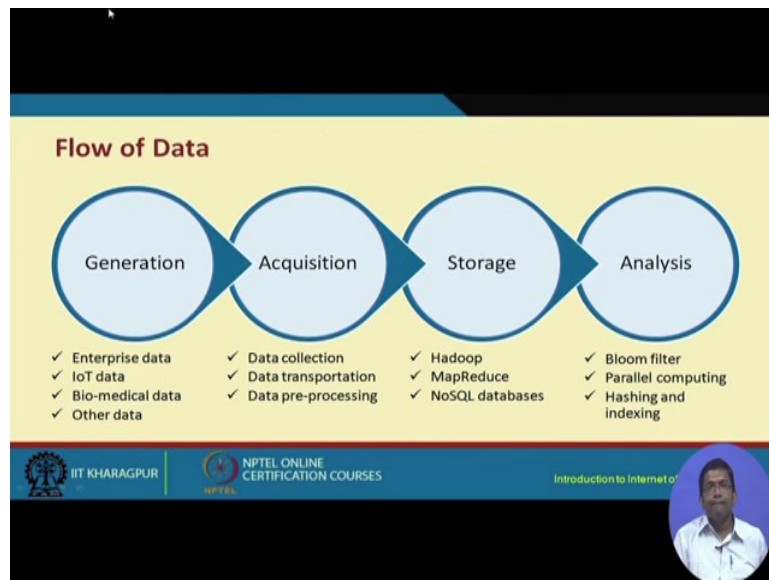 Flow of Data
Generation
Acquisition
Storage
Analysis
✓ Enterprise data
✓ IoT data
✓ Bio-medical data
✓ Other data
✓ Data collection
✓ Data transportation
✓ Data pre-processing
✓ Hadoop
✓ MapReduce
✓ NoSQL databases
✓ Bloom filter
✓ Parallel computing
✓ Hashing and
indexing
IIT KHARAGPUR
NPTEL
NPTEL ONLINE
CERTIFICATION COURSES
Introduction to Internet of